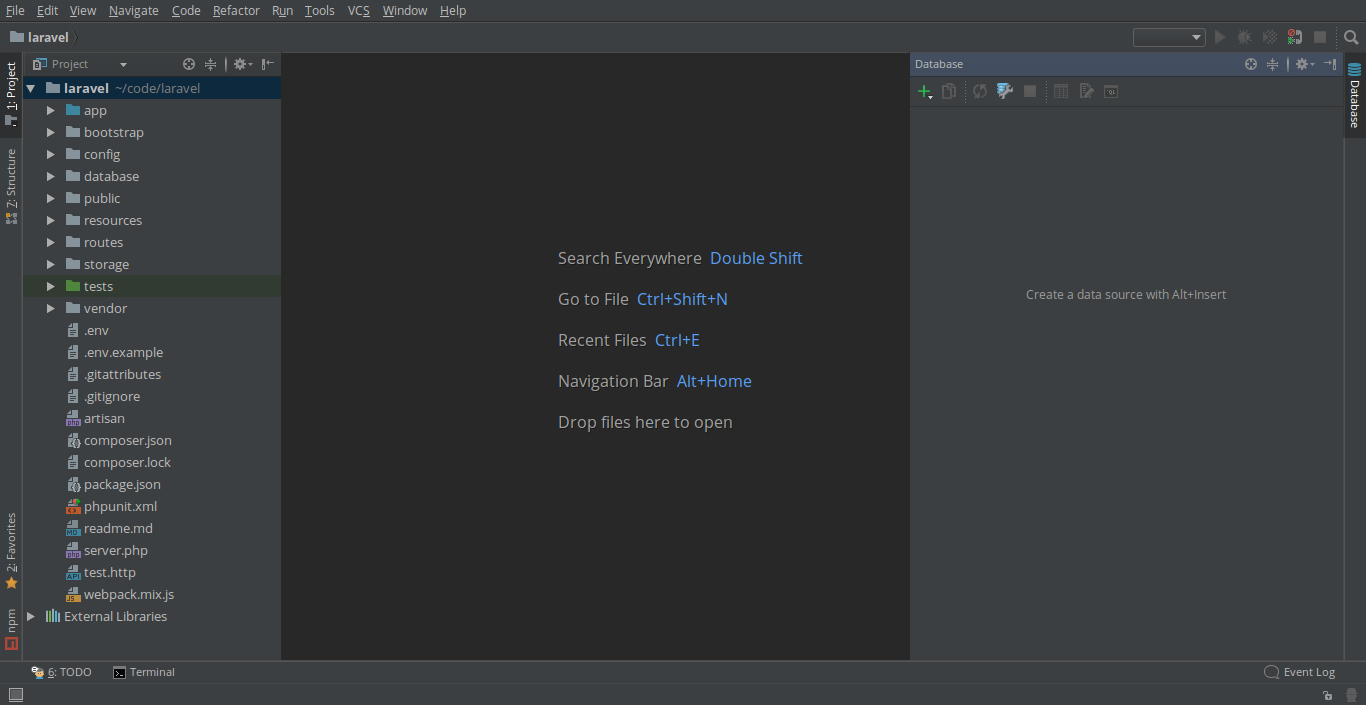 File Edit View Navigate Code Refactor Run Tools VCS Window Help
laravel
Project
Database
1: Project
7: Structure
2: Favorites
npm
laravel ~/code/laravel
app
bootstrap
config
database
public
resources
routes
storage
tests
vendor
.env
.env.example
.gitattributes
.gitignore
artisan
composer.json
composer.lock
package.json
phpunit.xml
readme.md
server.php
test.http
webpack.mix.js
External Libraries
Search Everywhere Double Shift
Go to File Ctrl+Shift+N
Recent Files Ctrl+E
Navigation Bar Alt+Home
Drop files here to open
Create a data source with Alt+Insert
Database
6: TODO
Terminal
Event Log